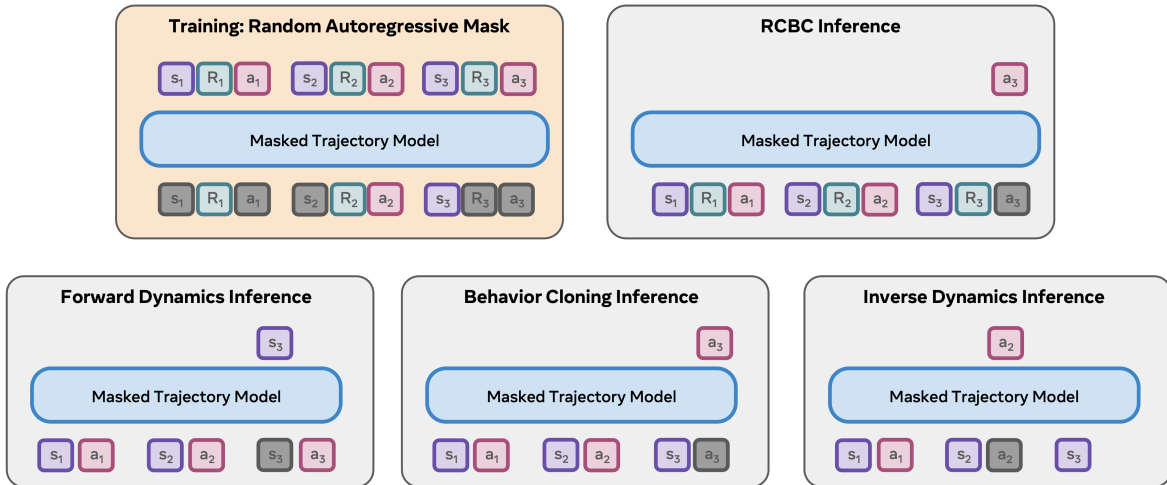 Training: Random Autoregressive Mask
s1 R1 a1 s2 R2 a2 s3 R3 a3
Masked Trajectory Model
s1 R1 a1 s2 R2 a2 s3 R3 a3
RCBC Inference
a3
Masked Trajectory Model
s1 R1 a1 s2 R2 a2 s3 R3 a3
Forward Dynamics Inference
s3
Masked Trajectory Model
s1 a1 s2 a2 s3 a3
Behavior Cloning Inference
a3
Masked Trajectory Model
s1 a1 s2 a2 s3 a3
Inverse Dynamics Inference
a2
Masked Trajectory Model
s1 a1 s2 a2 s3